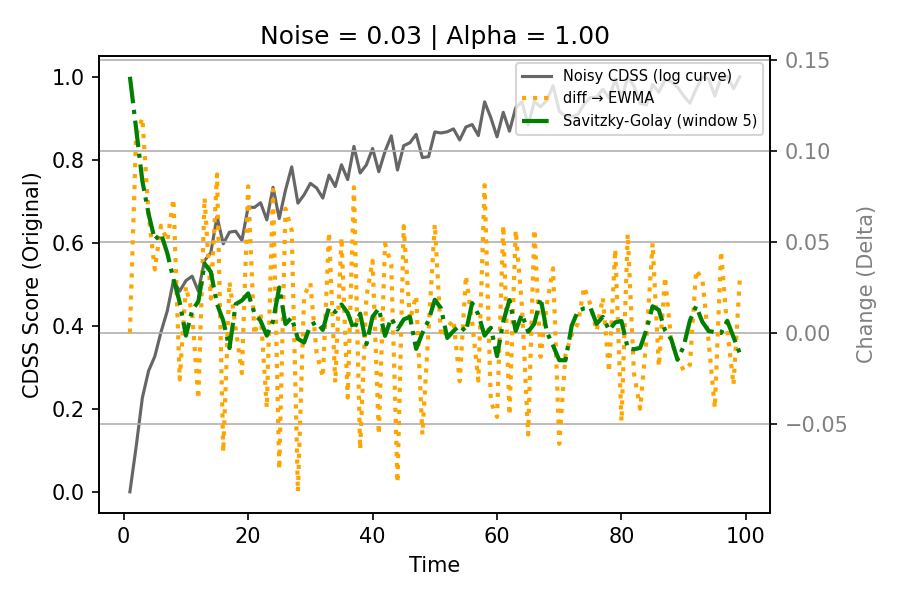 Noise = 0.03 | Alpha = 1.00
Noisy CDSS (log curve)
diff → EWMA
Savitzky-Golay (window 5)
CDSS Score (Original)
1.0
0.8
0.6
0.4
0.2
0.0
0.15
0.10
0.05
0.00
−0.05
Change (Delta)
0 20 40 60 80 100
Time